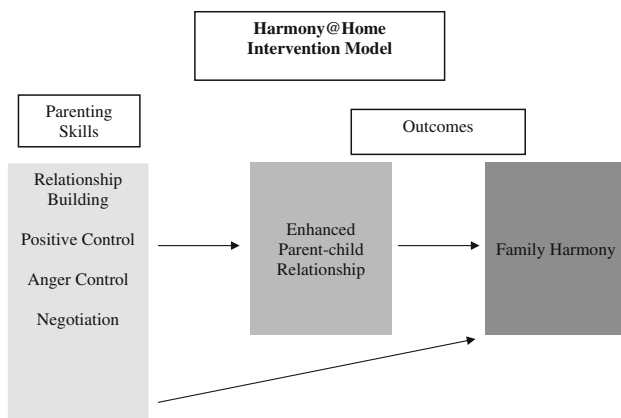 Harmony@Home
Intervention Model
Parenting
Skills
Outcomes
Relationship
Building
Positive Control
Anger Control
Negotiation
Enhanced
Parent-child
Relationship
Family Harmony